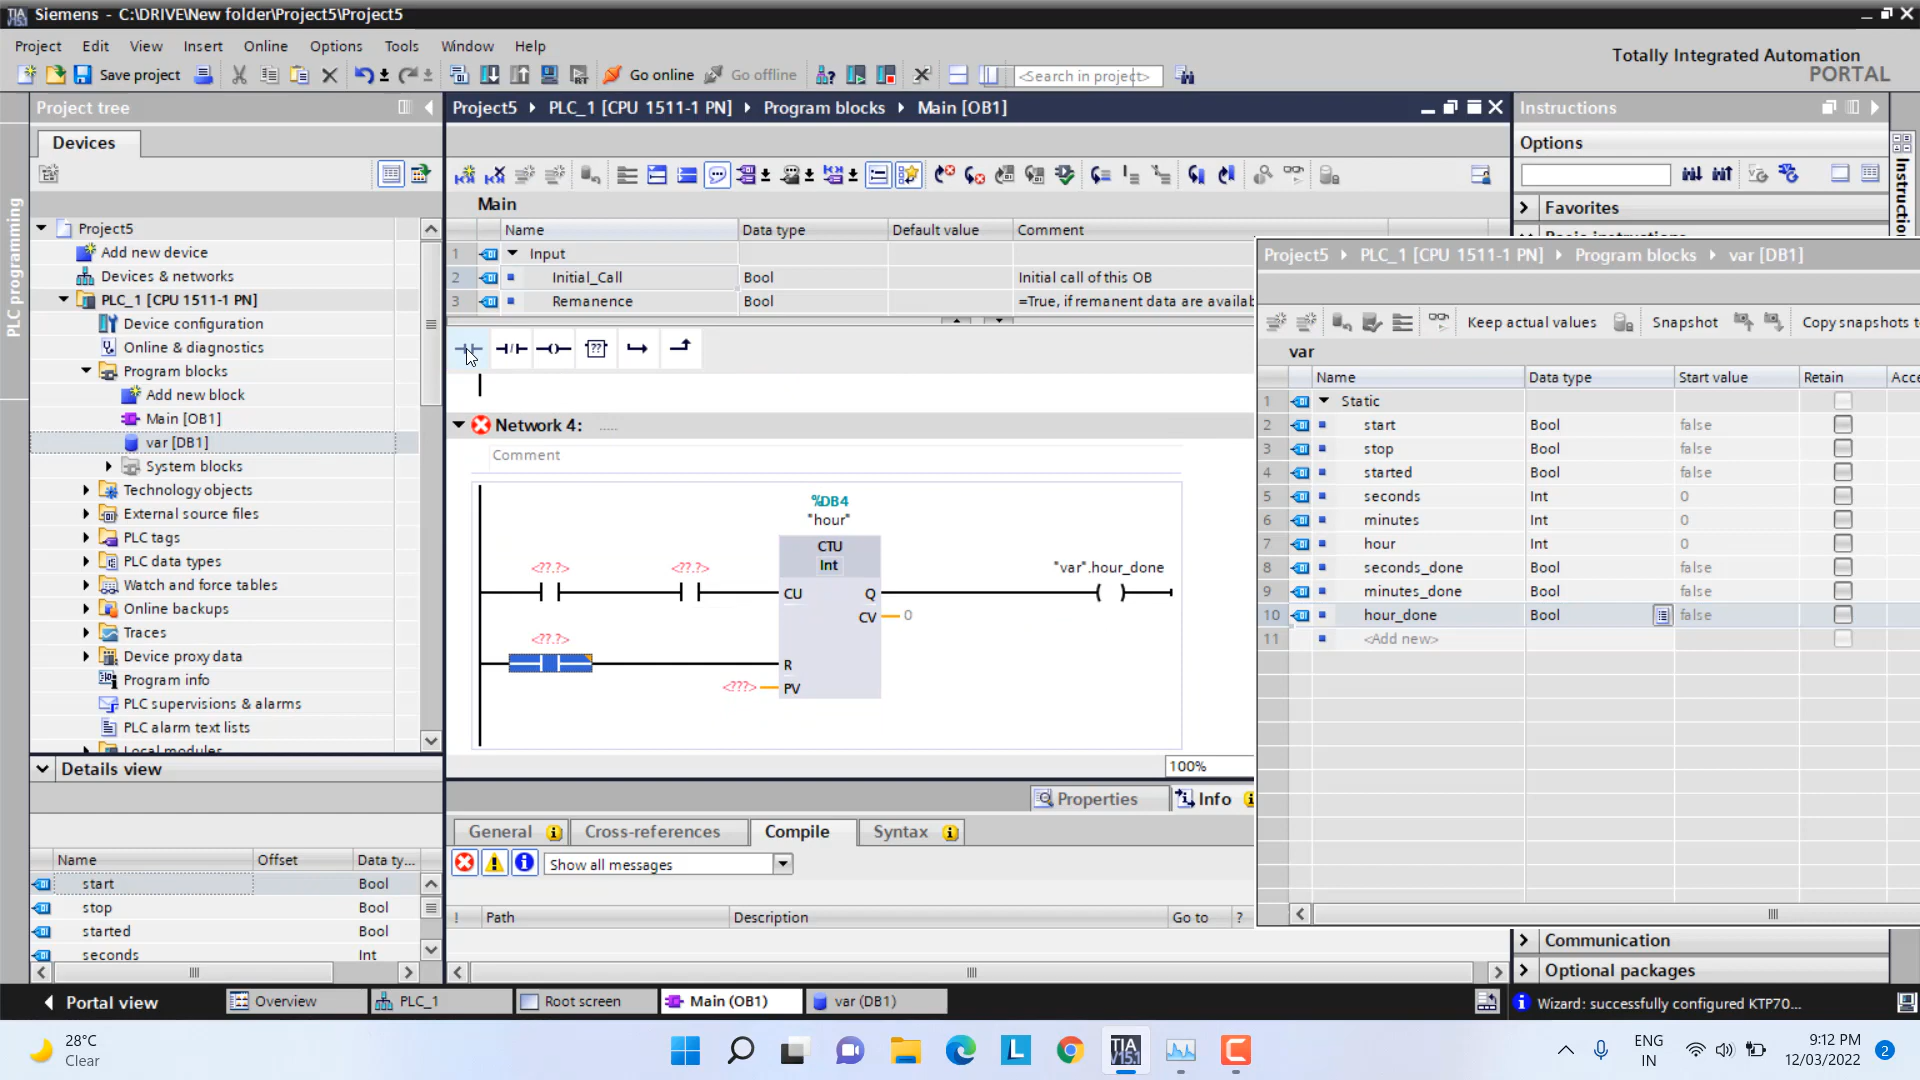 Siemens - C:\DRIVE\New folder\Project5\Project5
Project Edit View Insert Online Options Tools Window Help
Totally Integrated Automation
PORTAL
Save project
Go online
Go offline
<Search in project>
Project tree
Project5 PLC_1 [CPU 1511-1 PN] Program blocks Main [OB1]
Instructions
Devices
Options
PLC programming
Main
Favorites
Name Data type Default value Comment
1 Input
2 Initial_Call Bool Initial call of this OB
3 Remanence Bool =True, if remanent data are availab
Project5
Add new device
Devices & networks
PLC_1 [CPU 1511-1 PN]
Device configuration
Online & diagnostics
Program blocks
Add new block
Main [OB1]
var [DB1]
System blocks
Technology objects
External source files
PLC tags
PLC data types
Watch and force tables
Online backups
Traces
Device proxy data
Program info
PLC supervisions & alarms
PLC alarm text lists
Local modules
Network 4: .....
Comment
%DB4
"hour"
CTU
Int
<??.?> <??.?> "var".hour_done
CU Q
CV 0
<??.?>
R
<???> PV
100%
Project5 PLC_1 [CPU 1511-1 PN] Program blocks var [DB1]
Keep actual values Snapshot Copy snapshots to
var
Name Data type Start value Retain Acce
1 Static
2 start Bool false
3 stop Bool false
4 started Bool false
5 seconds Int 0
6 minutes Int 0
7 hour Int 0
8 seconds_done Bool false
9 minutes_done Bool false
10 hour_done Bool false
11 <Add new>
Details view
Name Offset Data ty...
start Bool
stop Bool
started Bool
seconds Int
Properties Info
General Cross-references Compile Syntax
Show all messages
! Path Description Go to ?
Communication
Optional packages
Portal view Overview PLC_1 Root screen Main (OB1) var (DB1)
Wizard: successfully configured KTP70...
28°C
Clear
TIA
V15.1
ENG
IN
9:12 PM
12/03/2022
2